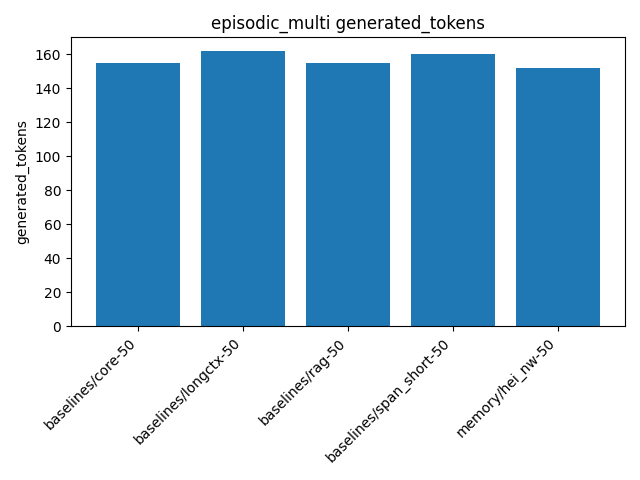 episodic_multi generated_tokens
generated_tokens
160
140
120
100
80
60
40
20
0
baselines/core-50
baselines/longctx-50
baselines/rag-50
baselines/span_short-50
memory/hei_nw-50